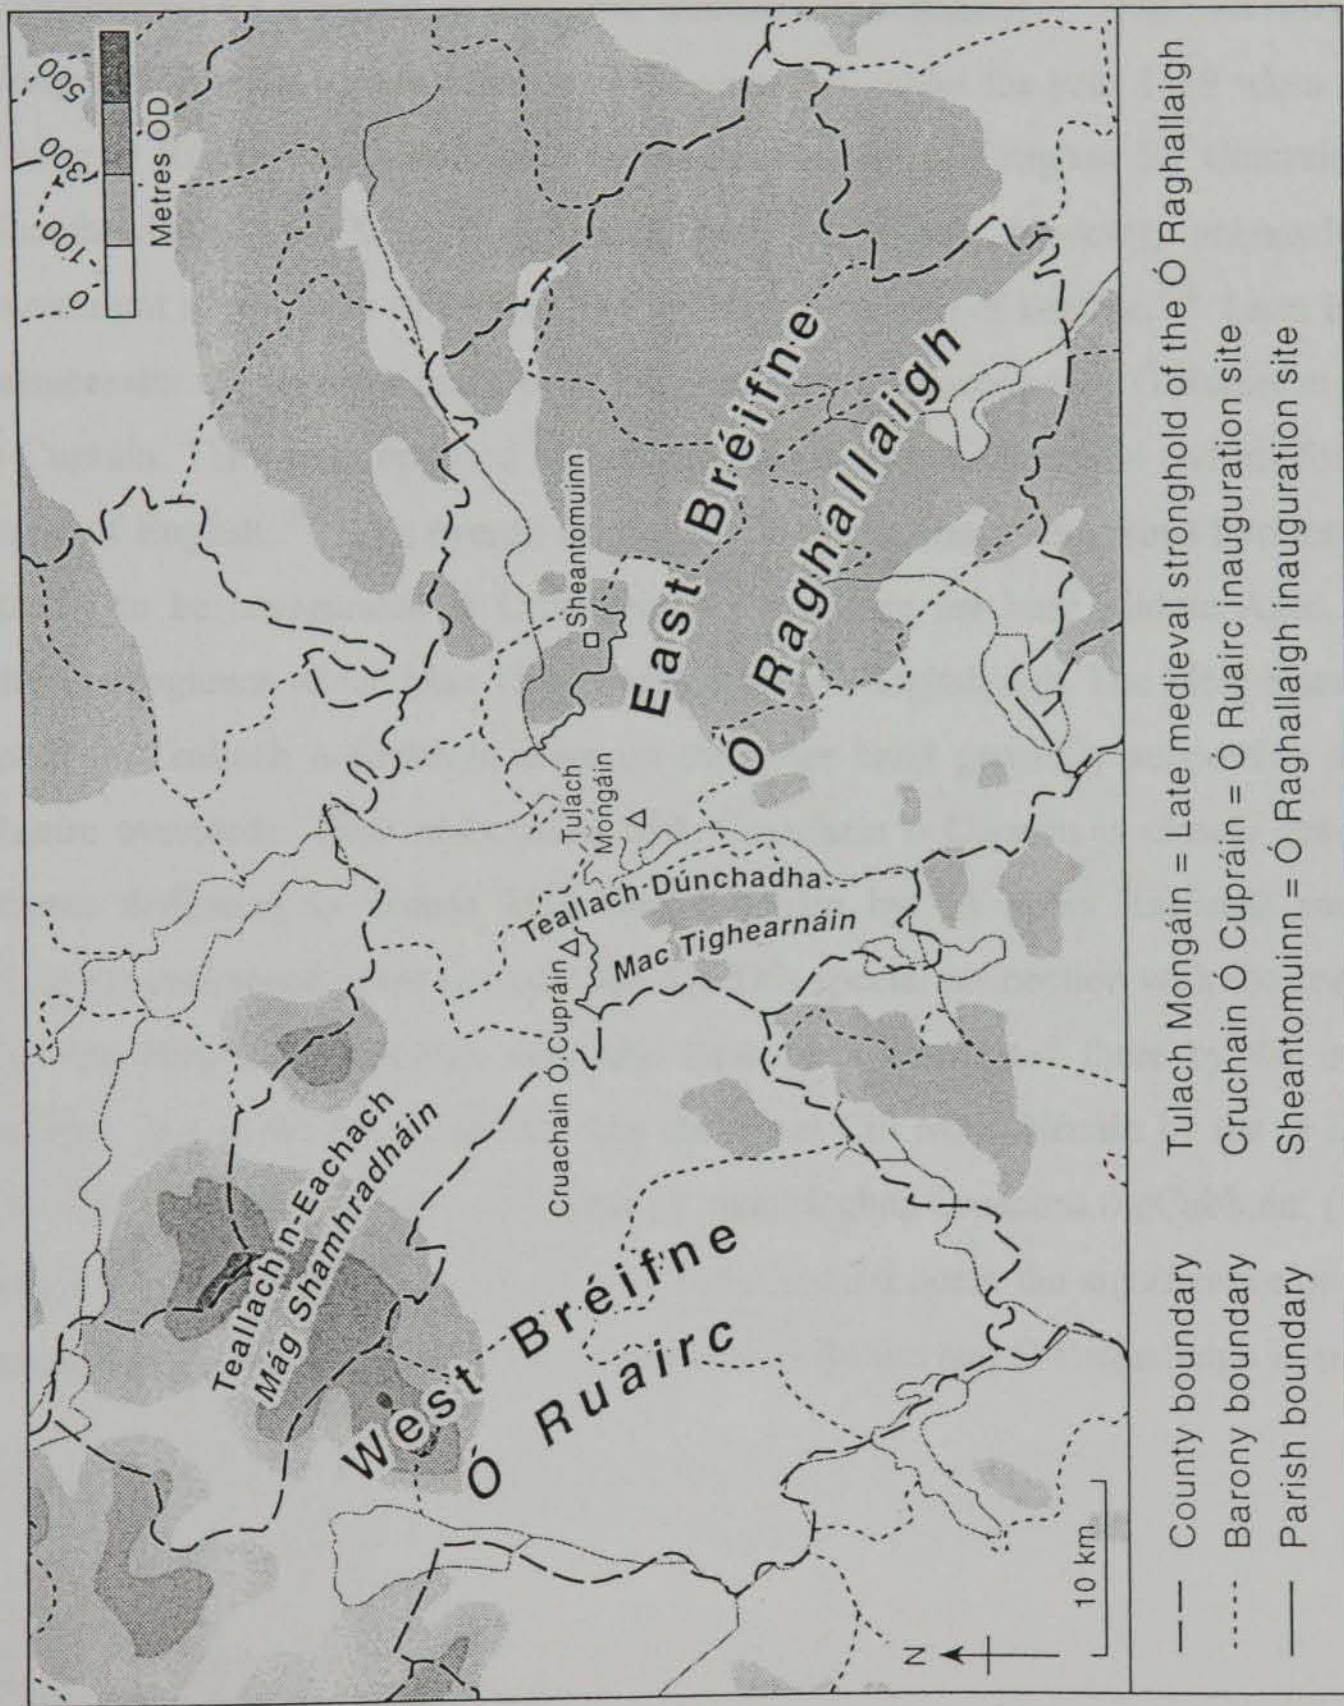 0 100 300 500
Metres OD
Teallach n-Eachach
Mág Shamhradháin
West Bréifne
Ó Ruairc
Cruachain Ó Cupráin
Teallach Dúnchadha
Mac Tighearnáin
Tulach
Mongáin
Sheantomuinn
East Bréifne
Ó Raghallaigh
N
10 km
County boundary
Barony boundary
Parish boundary
Tulach Mongáin = Late medieval stronghold of the Ó Raghallaigh
Cruchain Ó Cupráin = Ó Ruairc inauguration site
Sheantomuinn = Ó Raghallaigh inauguration site